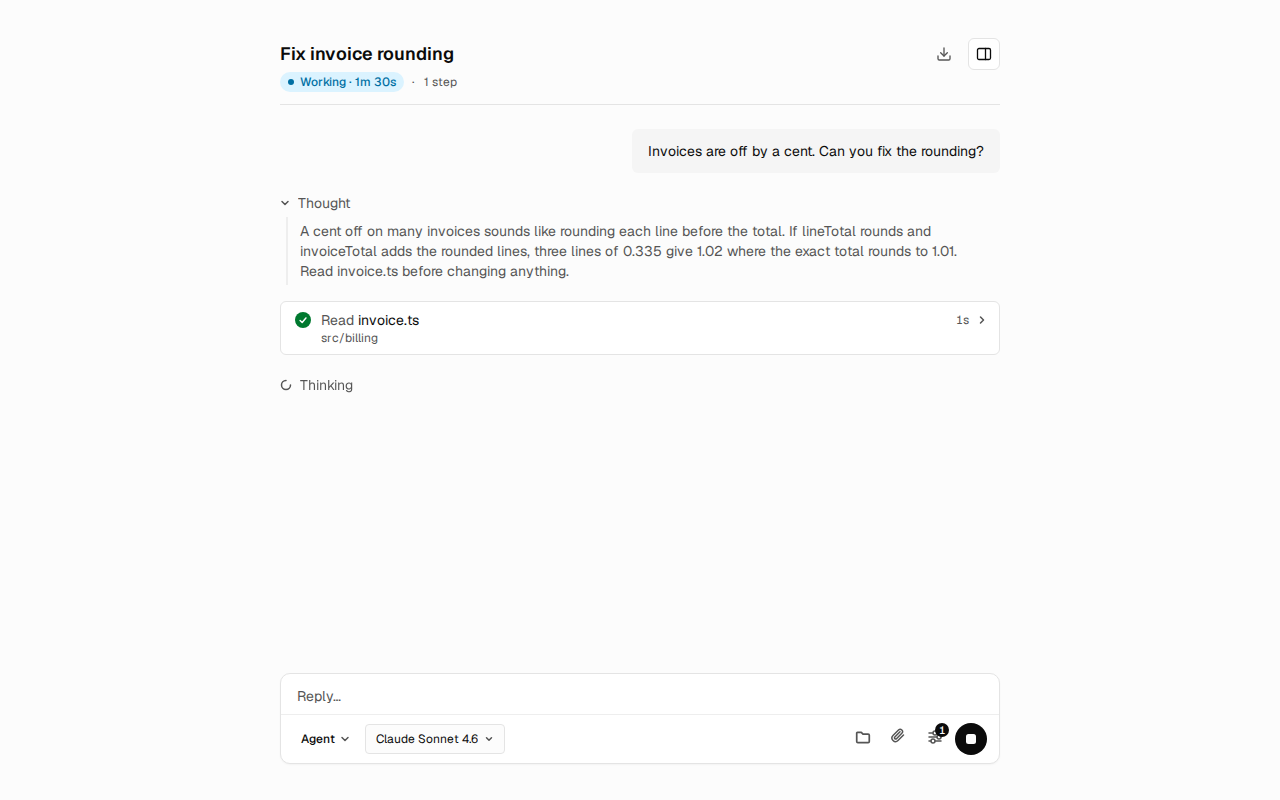 Fix invoice rounding
Working · 1m 30s · 1 step
Invoices are off by a cent. Can you fix the rounding?
Thought
A cent off on many invoices sounds like rounding each line before the total. If lineTotal rounds and
invoiceTotal adds the rounded lines, three lines of 0.335 give 1.02 where the exact total rounds to 1.01.
Read invoice.ts before changing anything.
Read invoice.ts 1s
src/billing
Thinking
Reply…
Agent Claude Sonnet 4.6 1